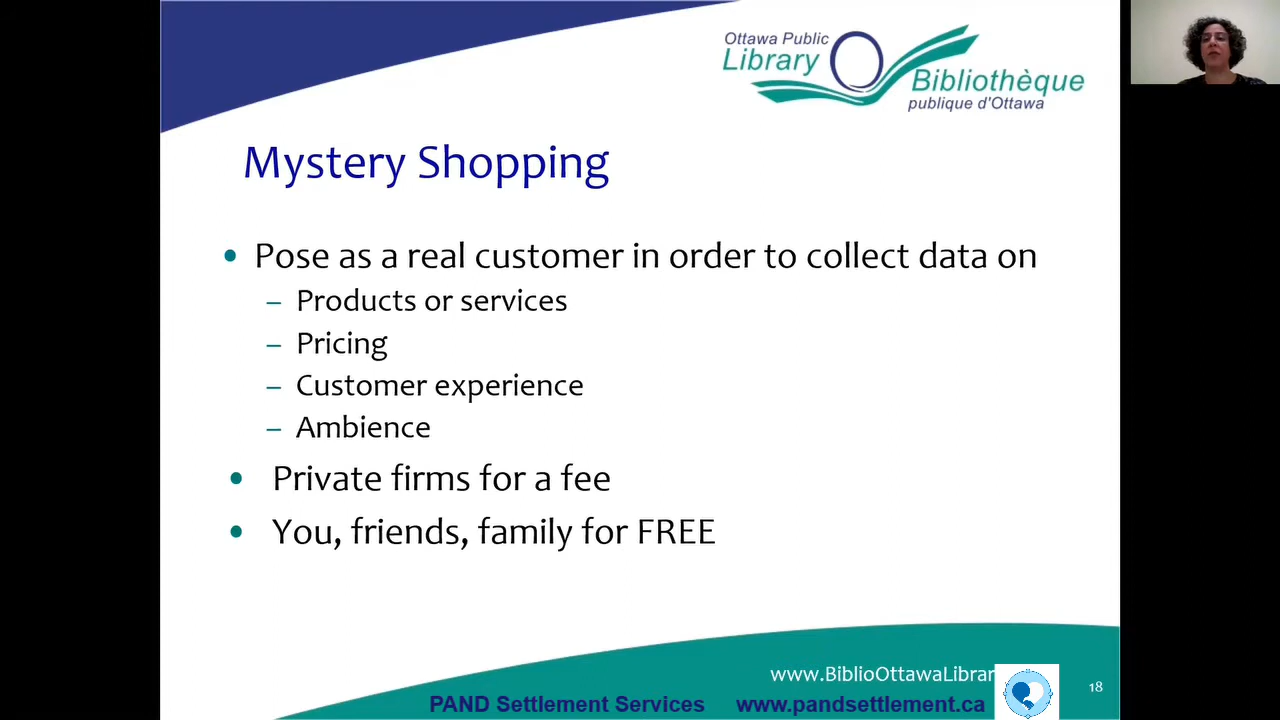 Ottawa Public
Library
Bibliothèque
publique d'Ottawa
Mystery Shopping
• Pose as a real customer in order to collect data on
– Products or services
– Pricing
– Customer experience
– Ambience
• Private firms for a fee
• You, friends, family for FREE
www.BiblioOttawaLibrar
18
PAND Settlement Services www.pandsettlement.ca